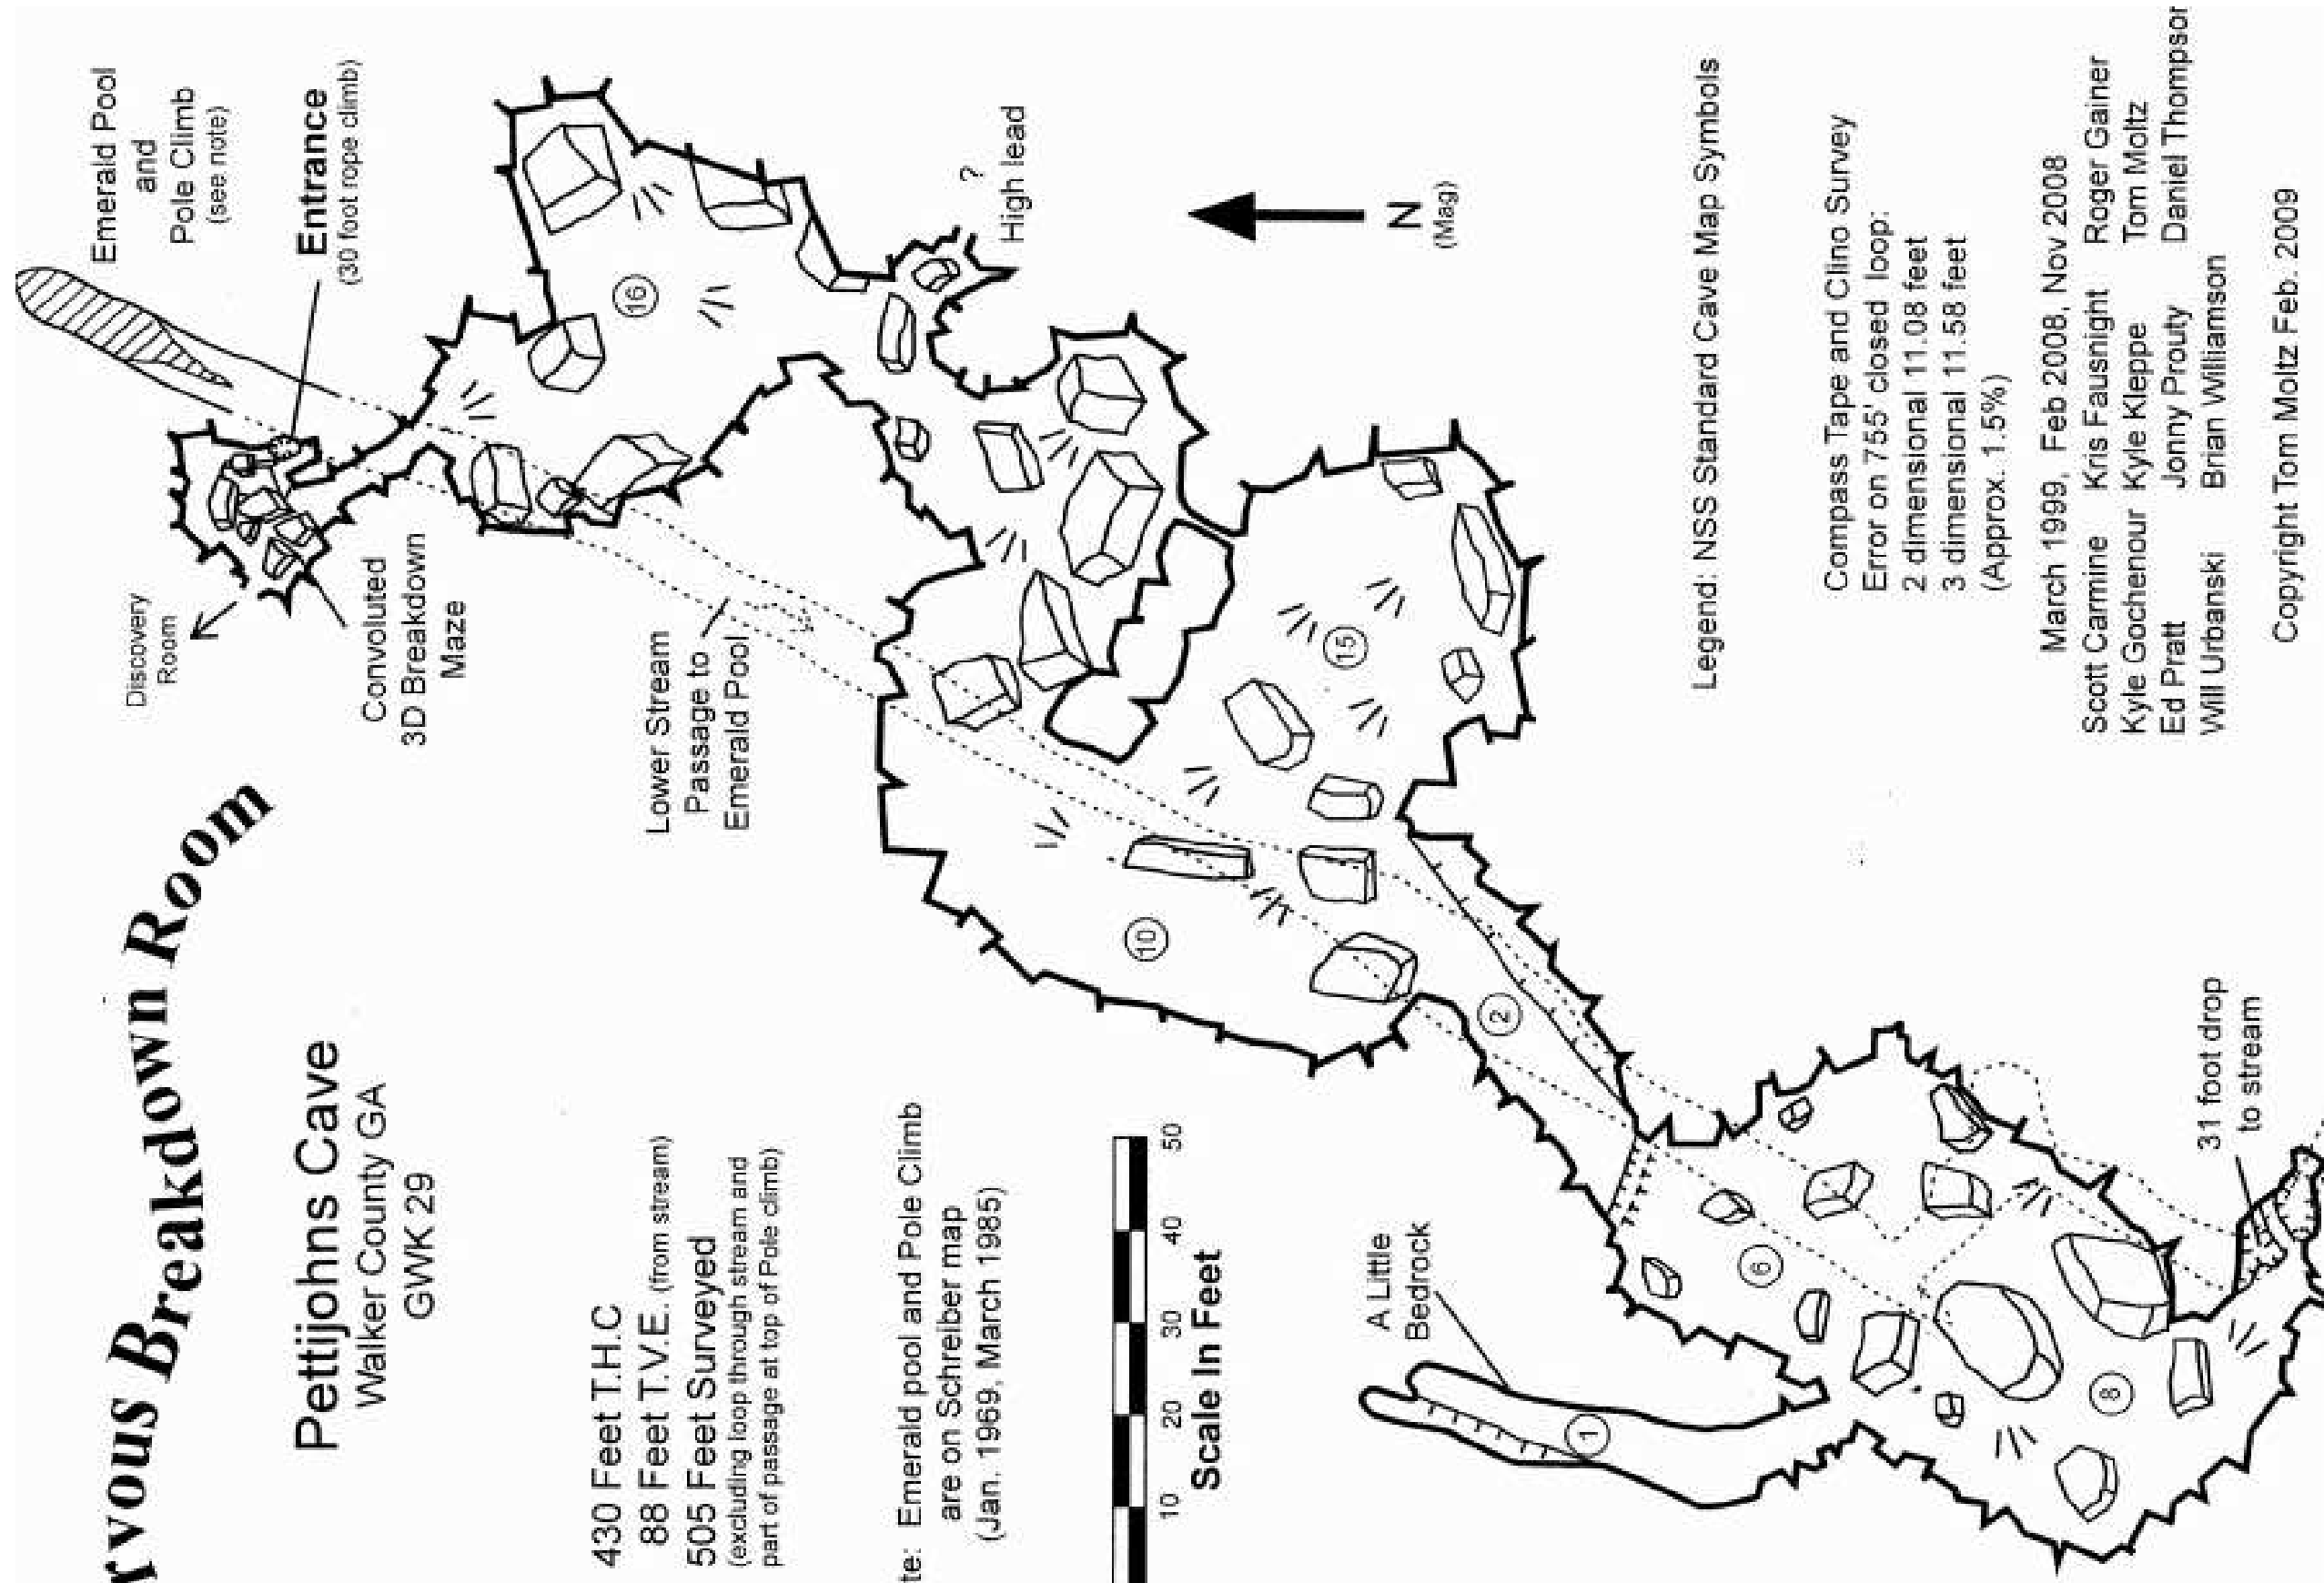 rvous Breakdown Room
Pettijohns Cave
Walker County GA
GWK 29
430 Feet T.H.C
88 Feet T.V.E. (from stream)
505 Feet Surveyed
(excluding loop through stream and
part of passage at top of Pole climb)
te: Emerald pool and Pole Climb
are on Schreiber map
(Jan. 1969, March 1985)
10 20 30 40 50
Scale In Feet
A Little
Bedrock
Emerald Pool
and
Pole Climb
(see note)
Entrance
(30 foot rope climb)
Discovery
Room
Convoluted
3D Breakdown
Maze
Lower Stream
Passage to
Emerald Pool
?
High lead
N
(Mag)
16
15
10
2
6
8
1
31 foot drop
to stream
Legend: NSS Standard Cave Map Symbols
Compass Tape and Clino Survey
Error on 755' closed loop:
2 dimensional 11.08 feet
3 dimensional 11.58 feet
(Approx. 1.5%)
March 1999, Feb 2008, Nov 2008
Scott Carmine Kris Fausnight Roger Gainer
Kyle Gochenour Kyle Kleppe Tom Moltz
Ed Pratt Jonny Prouty Daniel Thompson
Will Urbanski Brian Williamson
Copyright Tom Moltz Feb. 2009